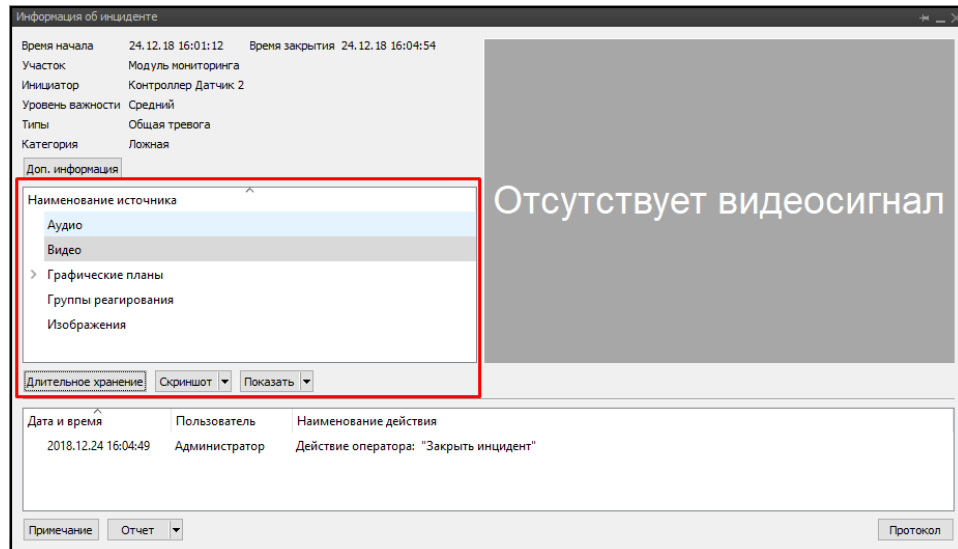 Информация об инциденте
Время начала 24.12.18 16:01:12 Время закрытия 24.12.18 16:04:54
Участок Модуль мониторинга
Инициатор Контроллер Датчик 2
Уровень важности Средний
Типы Общая тревога
Категория Ложная
Доп. информация
Наименование источника
Аудио
Видео
Графические планы
Группы реагирования
Изображения
Длительное хранение Скриншот Показать
Отсутствует видеосигнал
Дата и время Пользователь Наименование действия
2018.12.24 16:04:49 Администратор Действие оператора: "Закрыть инцидент"
Примечание Отчет Протокол